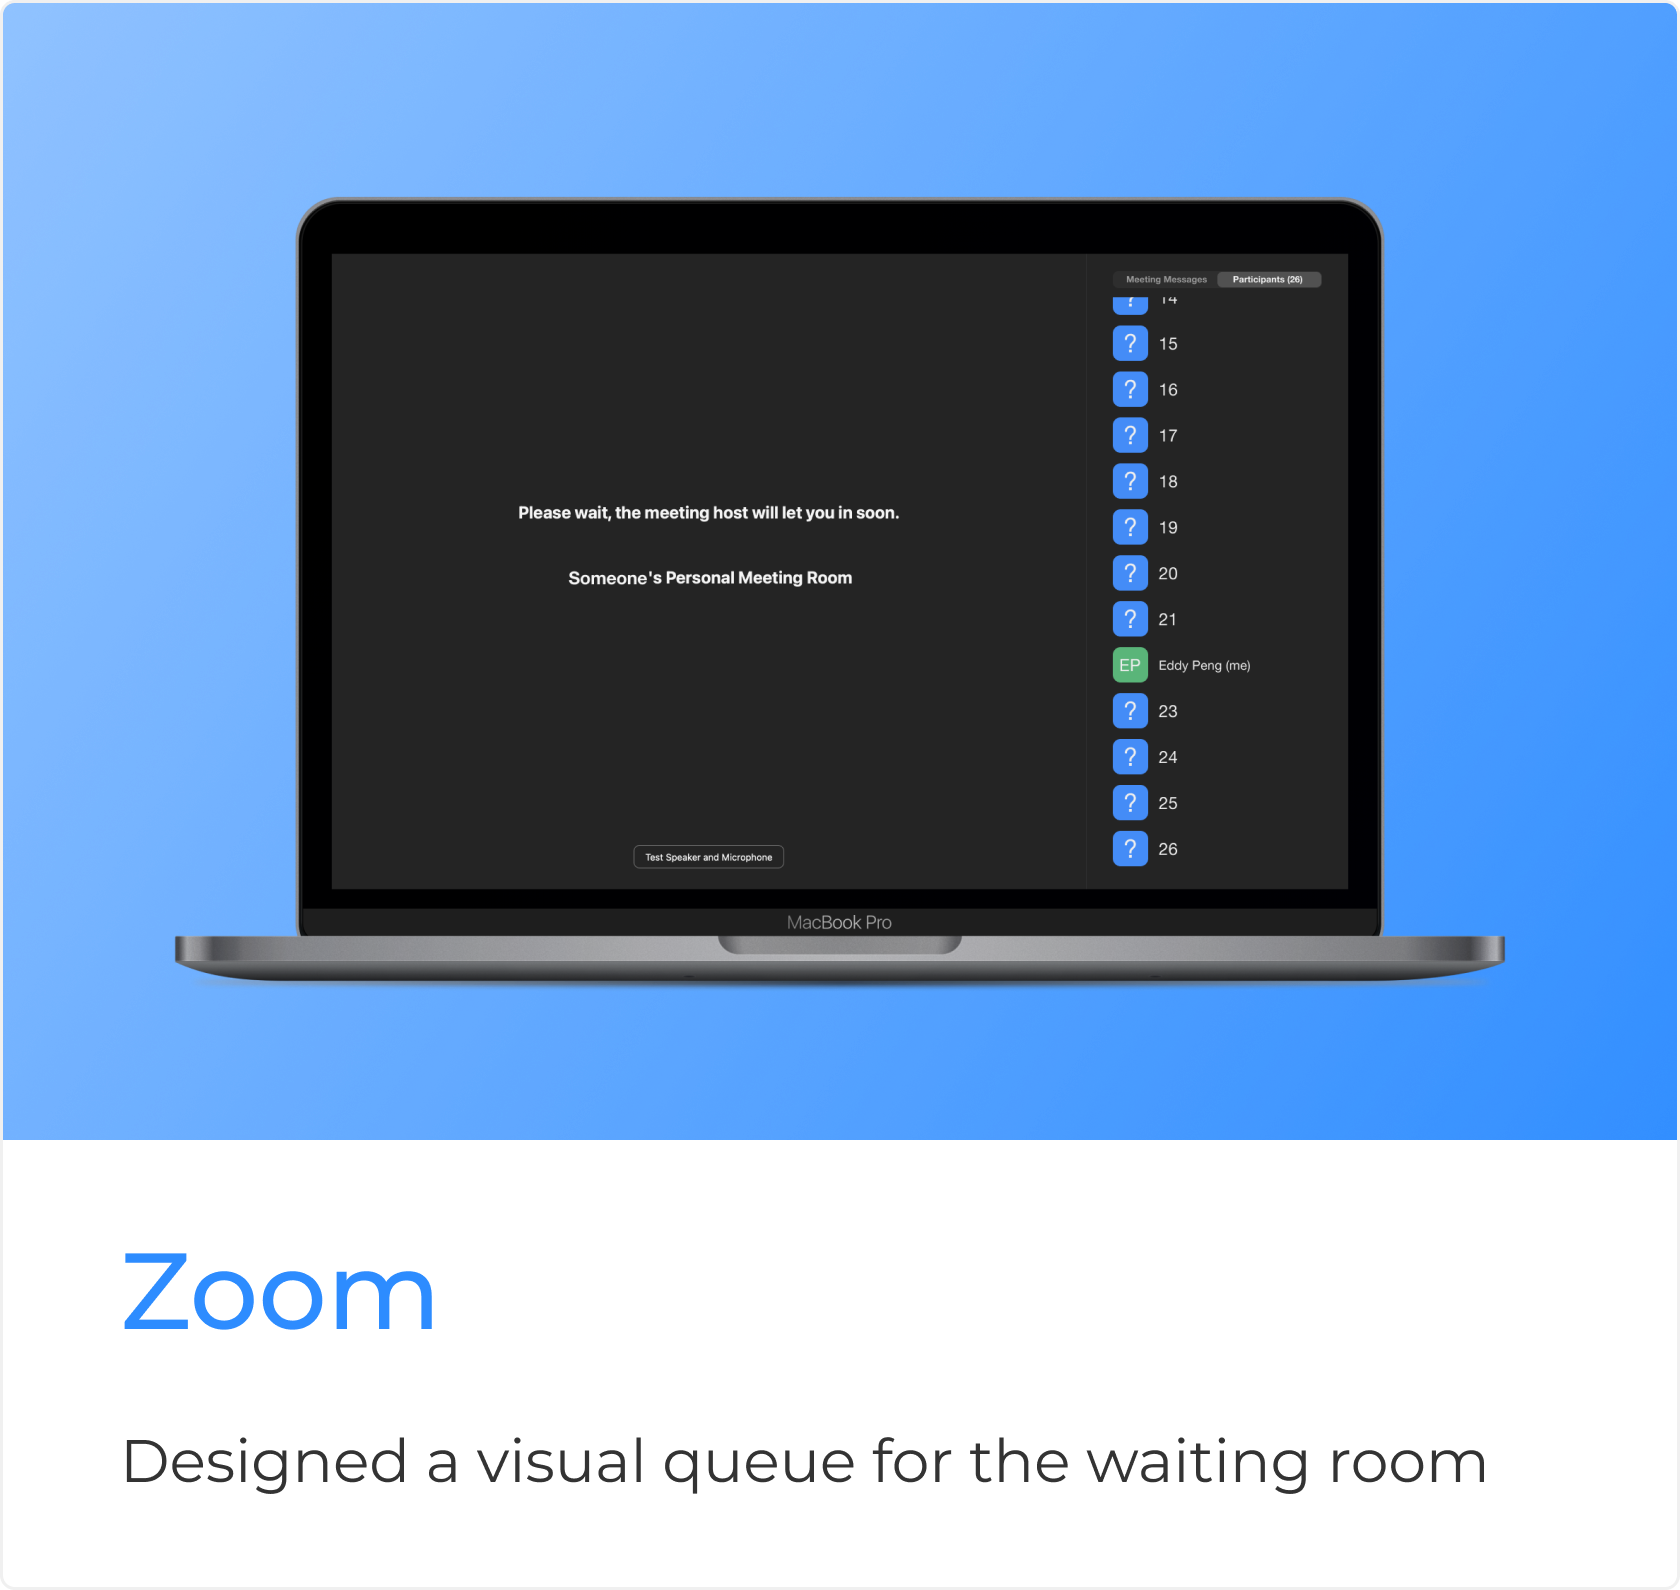 Meeting Messages Participants (26)
? 14
? 15
? 16
? 17
? 18
? 19
? 20
? 21
EP Eddy Peng (me)
? 23
? 24
? 25
? 26
Please wait, the meeting host will let you in soon.
Someone's Personal Meeting Room
Test Speaker and Microphone
MacBook Pro
Zoom
Designed a visual queue for the waiting room